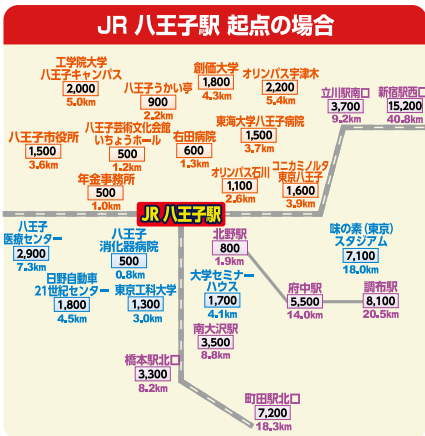 JR 八王子駅 起点の場合
工学院大学
八王子キャンパス
2,000
5.0km
八王子うかい亭
900
2.2km
創価大学
1,800
4.3km
オリンパス宇津木
2,200
5.4km
立川駅南口
3,700
9.2km
新宿駅西口
15,200
40.8km
八王子市役所
1,500
3.6km
八王子芸術文化会館
いちょうホール
500
1.2km
右田病院
600
1.3km
東海大学八王子病院
1,500
3.7km
年金事務所
500
1.0km
オリンパス石川
1,100
2.6km
コニカミノルタ
東京八王子
1,600
3.9km
JR 八王子駅
八王子
医療センター
2,900
7.3km
八王子
消化器病院
500
0.8km
北野駅
800
1.9km
味の素（東京）
スタジアム
7,100
18.0km
日野自動車
21世紀センター
1,800
4.5km
東京工科大学
1,300
3.0km
大学セミナー
ハウス
1,700
4.1km
府中駅
5,500
14.0km
調布駅
8,100
20.5km
南大沢駅
3,500
8.8km
橋本駅北口
3,300
8.2km
町田駅北口
7,200
18.3km